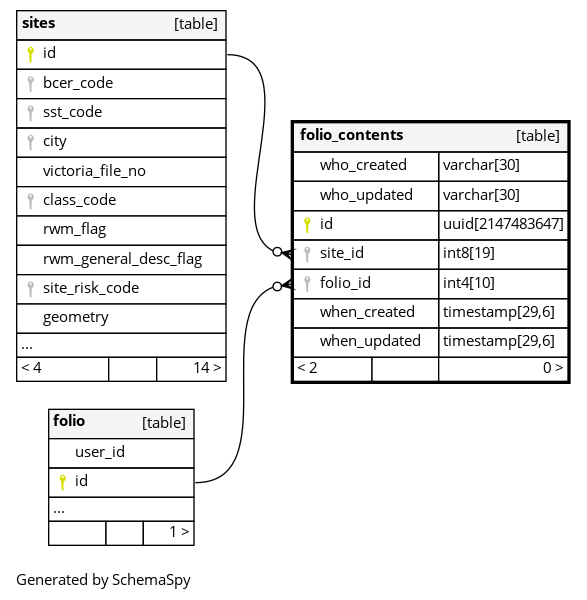 sites [table]
id
bcer_code
sst_code
city
victoria_file_no
class_code
rwm_flag
rwm_general_desc_flag
site_risk_code
geometry
...
< 4 14 >
folio_contents [table]
who_created varchar[30]
who_updated varchar[30]
id uuid[2147483647]
site_id int8[19]
folio_id int4[10]
when_created timestamp[29,6]
when_updated timestamp[29,6]
< 2 0 >
folio [table]
user_id
id
...
1 >
Generated by SchemaSpy